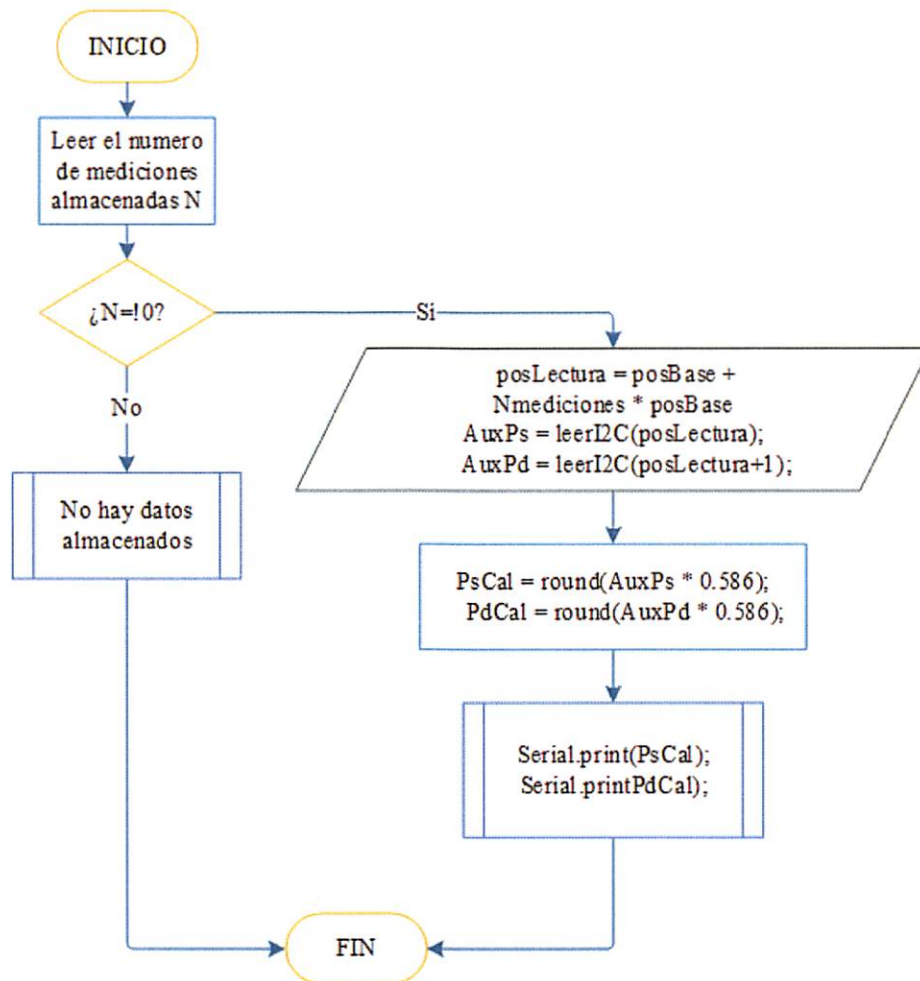 INICIO
Leer el numero
de mediciones
almacenadas N
¿N=!0?
Si
No
posLectura = posBase +
Nmediciones * posBase
AuxPs = leerI2C(posLectura);
AuxPd = leerI2C(posLectura+1);
No hay datos
almacenados
PsCal = round(AuxPs * 0.586);
PdCal = round(AuxPd * 0.586);
Serial.print(PsCal);
Serial.printPdCal);
FIN